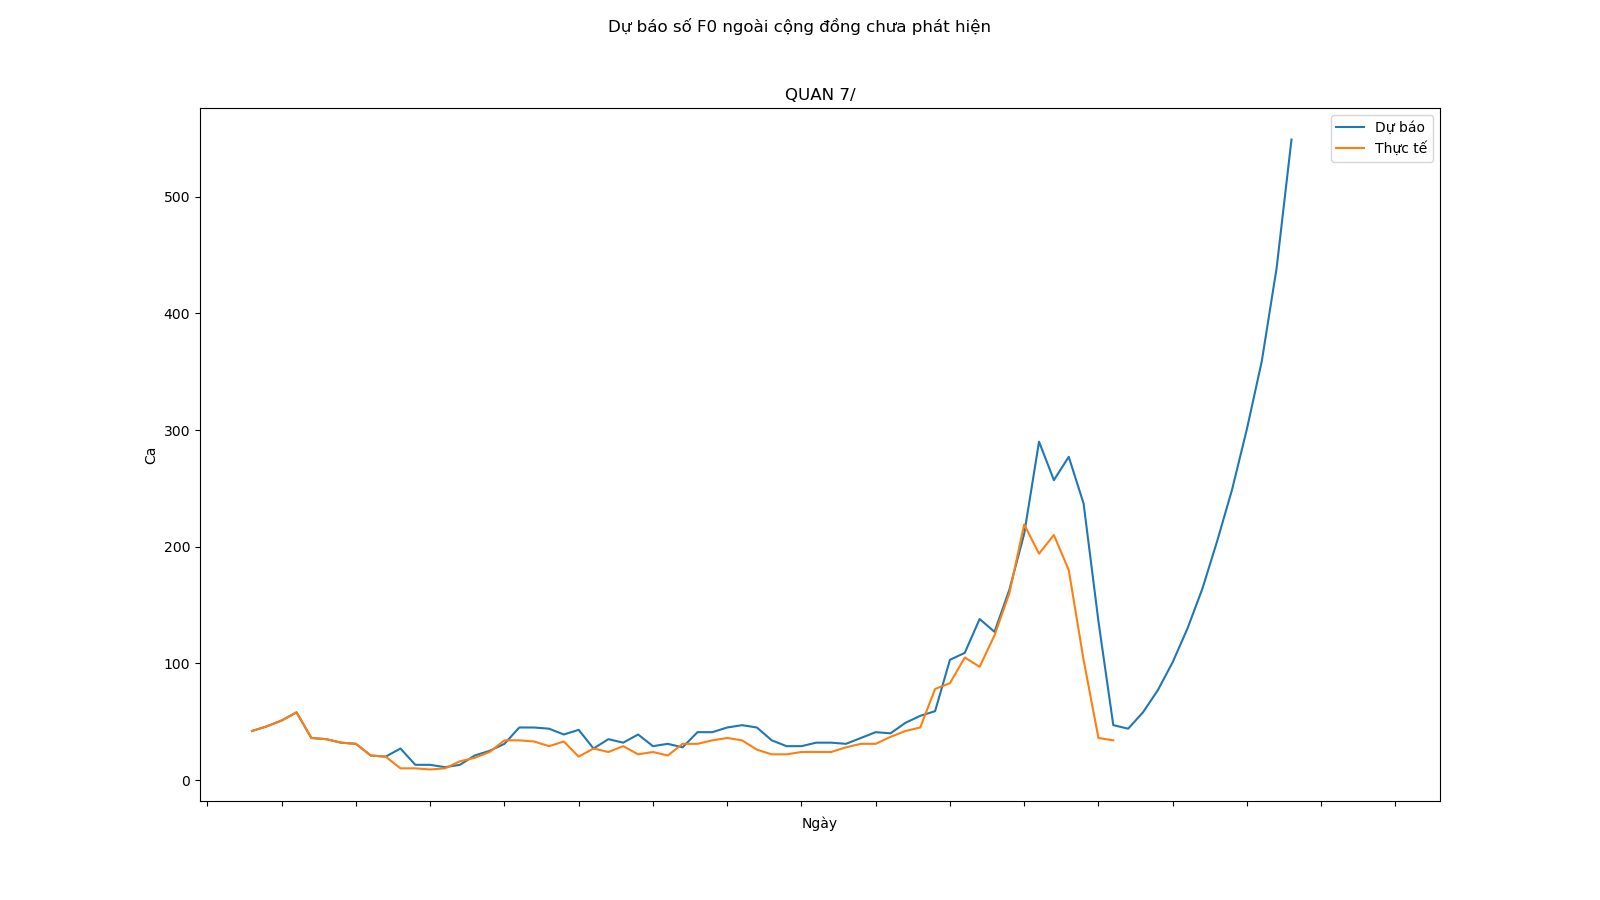 Dự báo số F0 ngoài cộng đồng chưa phát hiện
QUAN 7/
Dự báo
Thực tế
500
400
300
200
100
0
Ca
Ngày